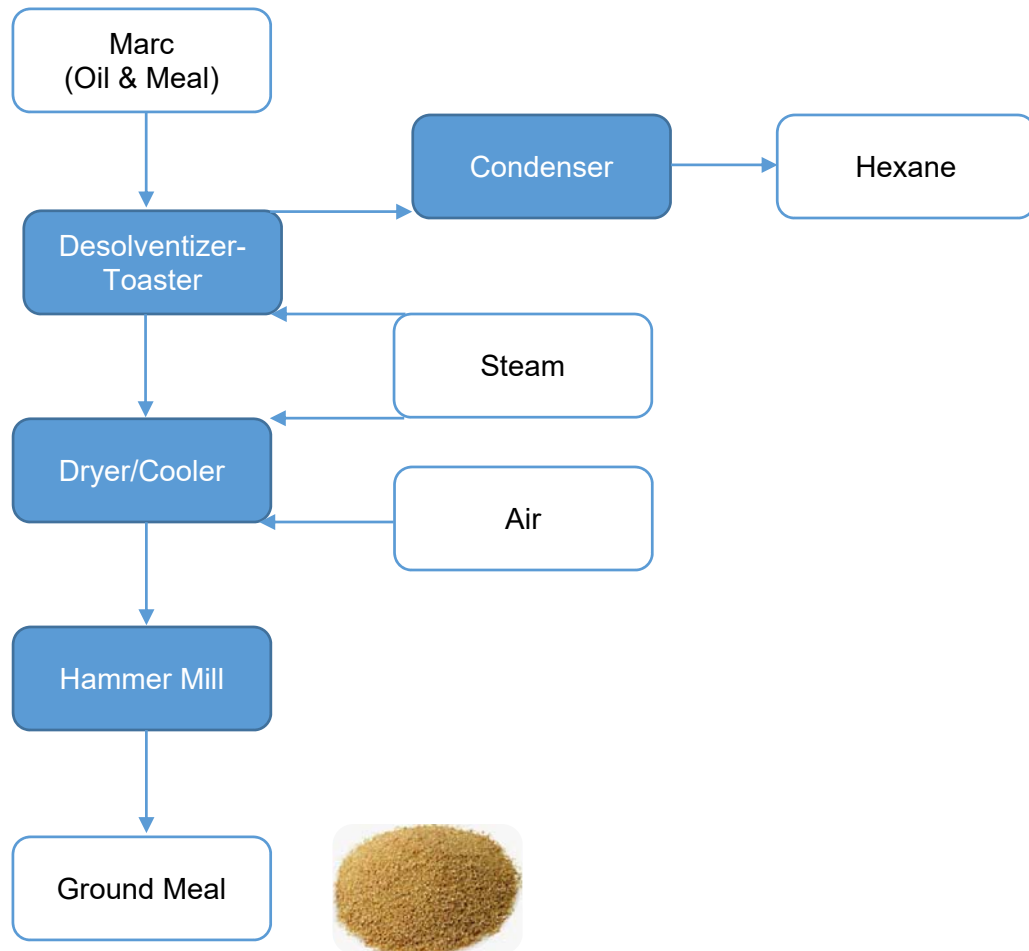 Marc
(Oil & Meal)
Condenser
Hexane
Desolventizer-
Toaster
Steam
Dryer/Cooler
Air
Hammer Mill
Ground Meal